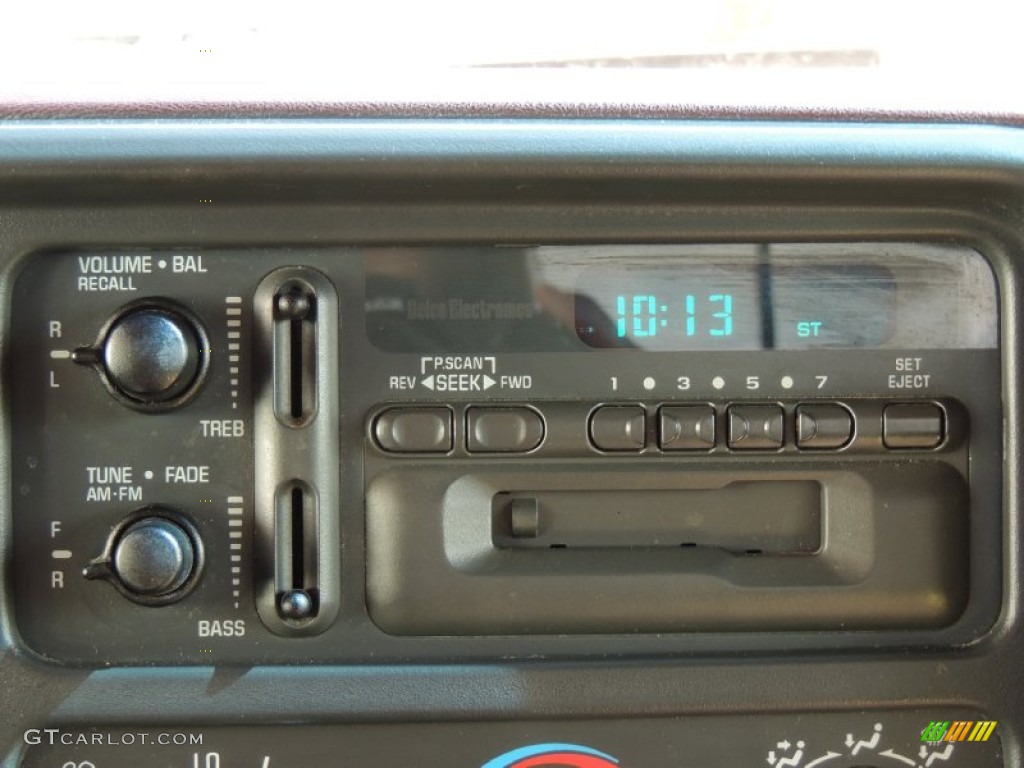 VOLUME • BAL
RECALL
R
L
TREB
TUNE • FADE
AM•FM
F
R
BASS
Delco Electronics
10:13 ST
P.SCAN
REV ◀SEEK▶ FWD
1 • 3 • 5 • 7
SET
EJECT
GTCARLOT.COM